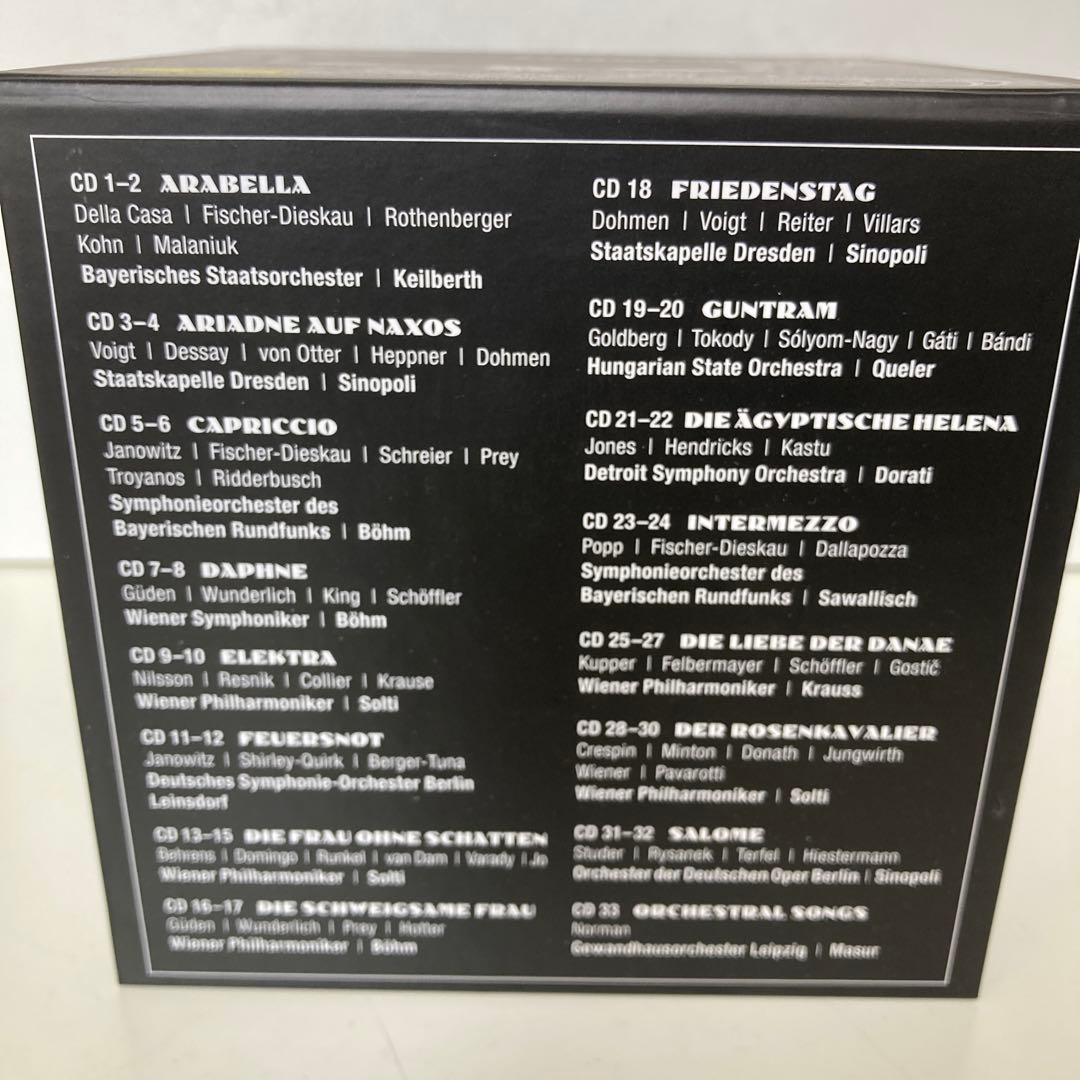 CD 1–2 ARABELLA
Della Casa | Fischer-Dieskau | Rothenberger
Kohn | Malaniuk
Bayerisches Staatsorchester | Keilberth
CD 3–4 ARIADNE AUF NAXOS
Voigt | Dessay | von Otter | Heppner | Dohmen
Staatskapelle Dresden | Sinopoli
CD 5–6 CAPRICCIO
Janowitz | Fischer-Dieskau | Schreier | Prey
Troyanos | Ridderbusch
Symphonieorchester des
Bayerischen Rundfunks | Böhm
CD 7–8 DAPHNE
Güden | Wunderlich | King | Schöffler
Wiener Symphoniker | Böhm
CD 9–10 ELEKTRA
Nilsson | Resnik | Collier | Krause
Wiener Philharmoniker | Solti
CD 11–12 FEUERSNOT
Janowitz | Shirley-Quirk | Berger-Tuna
Deutsches Symphonie-Orchester Berlin
Leinsdorf
CD 13–15 DIE FRAU OHNE SCHATTEN
Behrens | Domingo | Runkel | van Dam | Varady | Jo
Wiener Philharmoniker | Solti
CD 16–17 DIE SCHWEIGSAME FRAU
Güden | Wunderlich | Prey | Hotter
Wiener Philharmoniker | Böhm
CD 18 FRIEDENSTAG
Dohmen | Voigt | Reiter | Villars
Staatskapelle Dresden | Sinopoli
CD 19–20 GUNTRAM
Goldberg | Tokody | Sólyom-Nagy | Gáti | Bándi
Hungarian State Orchestra | Queler
CD 21–22 DIE ÄGYPTISCHE HELENA
Jones | Hendricks | Kastu
Detroit Symphony Orchestra | Dorati
CD 23–24 INTERMEZZO
Popp | Fischer-Dieskau | Dallapozza
Symphonieorchester des
Bayerischen Rundfunks | Sawallisch
CD 25–27 DIE LIEBE DER DANAE
Kupper | Felbermayer | Schöffler | Gostič
Wiener Philharmoniker | Krauss
CD 28–30 DER ROSENKAVALIER
Crespin | Minton | Donath | Jungwirth
Wiener | Pavarotti
Wiener Philharmoniker | Solti
CD 31–32 SALOME
Studer | Rysanek | Terfel | Hiestermann
Orchester der Deutschen Oper Berlin | Sinopoli
CD 33 ORCHESTRAL SONGS
Norman
Gewandhausorchester Leipzig | Masur